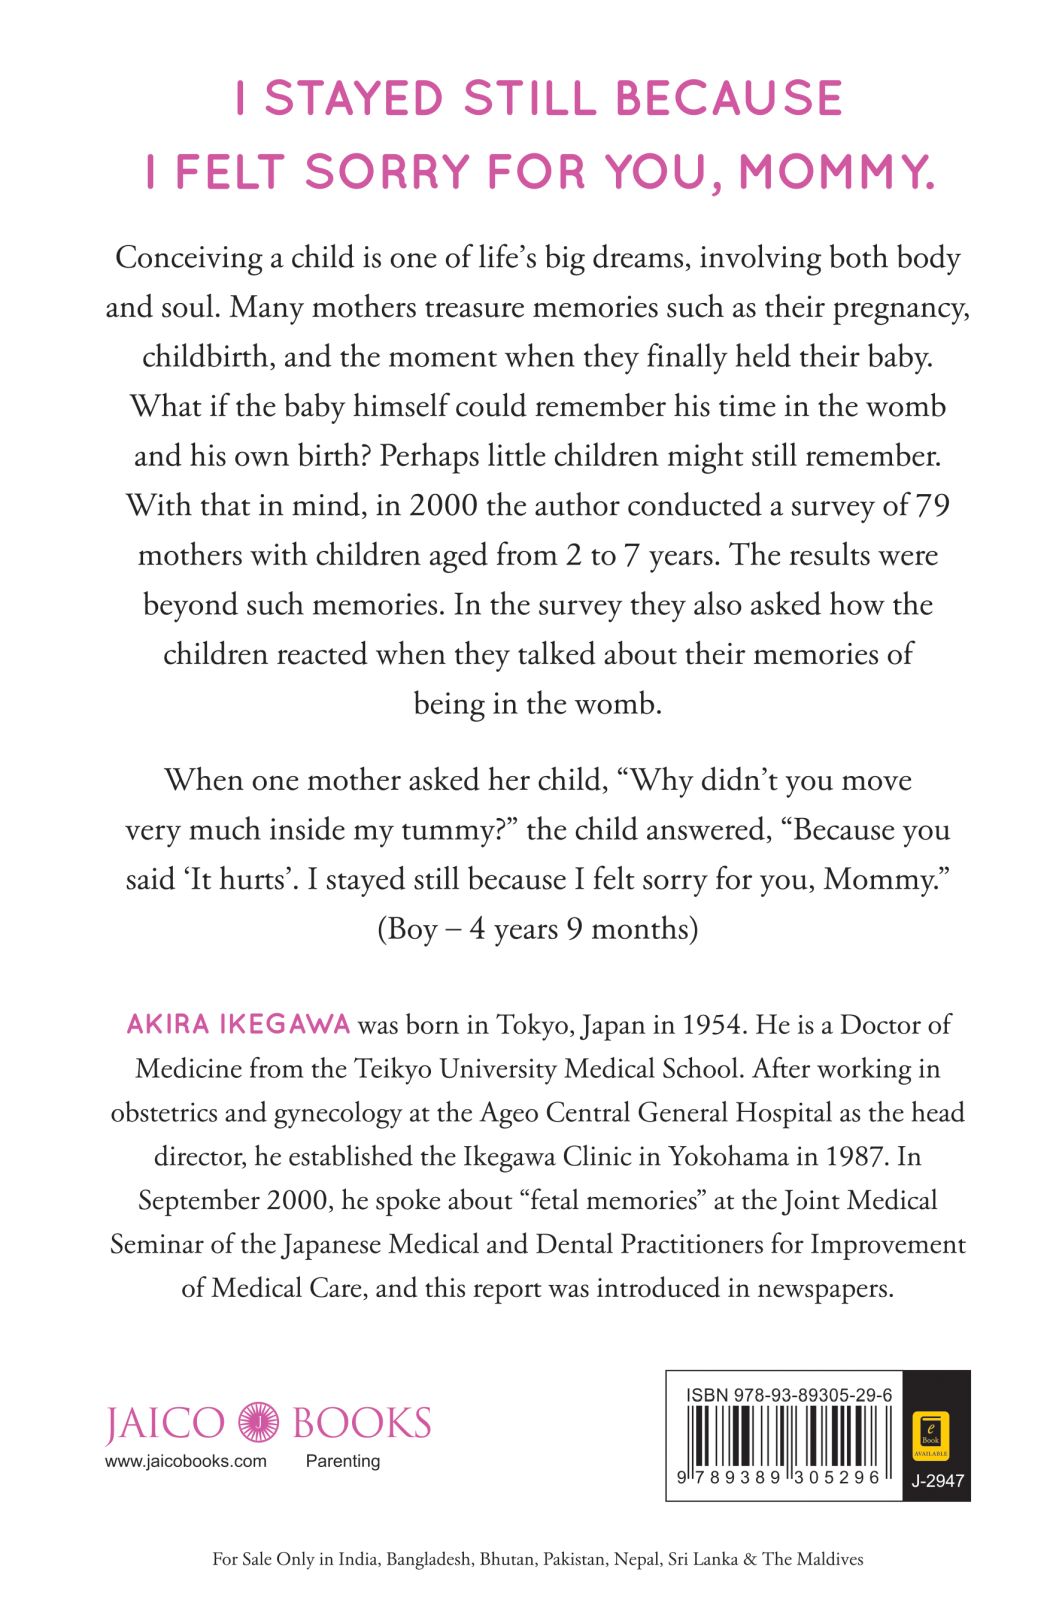 I STAYED STILL BECAUSE
I FELT SORRY FOR YOU, MOMMY.
Conceiving a child is one of life’s big dreams, involving both body
and soul. Many mothers treasure memories such as their pregnancy,
childbirth, and the moment when they finally held their baby.
What if the baby himself could remember his time in the womb
and his own birth? Perhaps little children might still remember.
With that in mind, in 2000 the author conducted a survey of 79
mothers with children aged from 2 to 7 years. The results were
beyond such memories. In the survey they also asked how the
children reacted when they talked about their memories of
being in the womb.
When one mother asked her child, “Why didn’t you move
very much inside my tummy?” the child answered, “Because you
said ‘It hurts’. I stayed still because I felt sorry for you, Mommy.”
(Boy – 4 years 9 months)
AKIRA IKEGAWA was born in Tokyo, Japan in 1954. He is a Doctor of
Medicine from the Teikyo University Medical School. After working in
obstetrics and gynecology at the Ageo Central General Hospital as the head
director, he established the Ikegawa Clinic in Yokohama in 1987. In
September 2000, he spoke about “fetal memories” at the Joint Medical
Seminar of the Japanese Medical and Dental Practitioners for Improvement
of Medical Care, and this report was introduced in newspapers.
JAICO J BOOKS
www.jaicobooks.com Parenting
ISBN 978-93-89305-29-6
9 789389 305296
e
Book
AVAILABLE
J-2947
For Sale Only in India, Bangladesh, Bhutan, Pakistan, Nepal, Sri Lanka & The Maldives